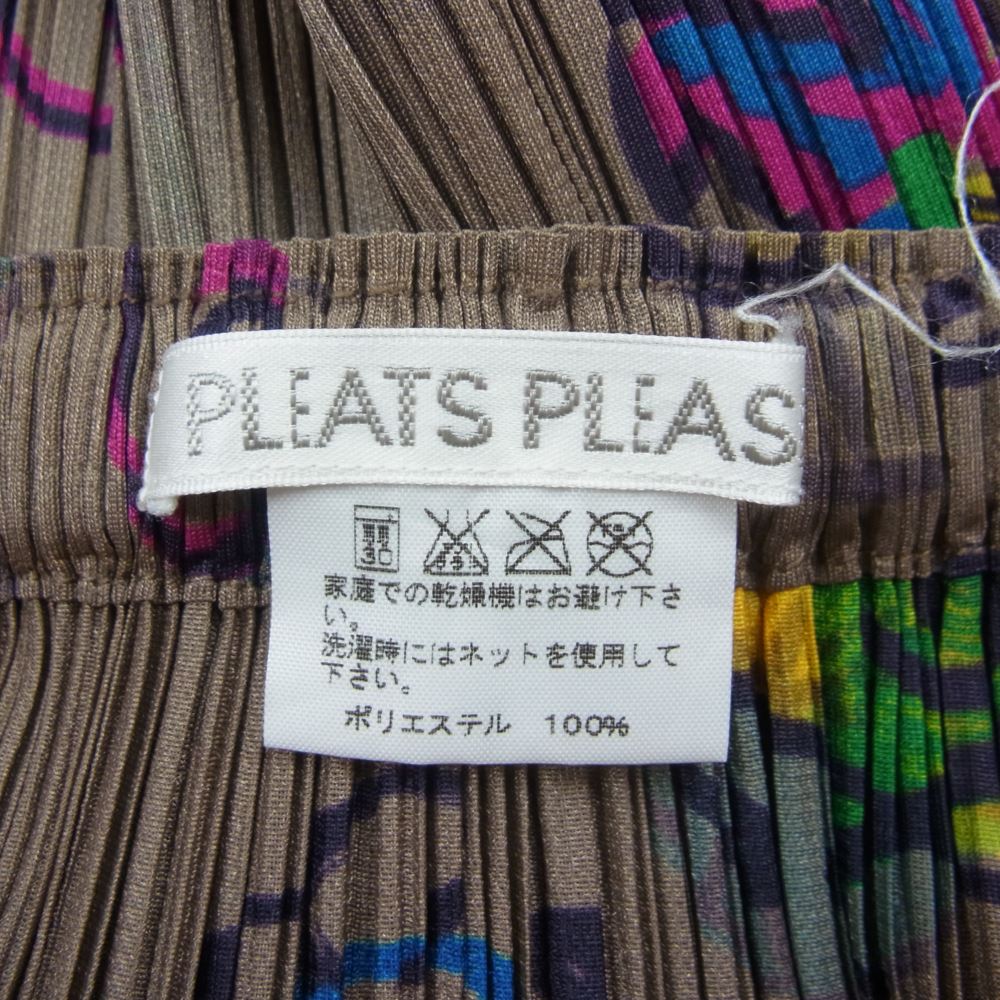 PLEATS PLEAS
30
家庭での乾燥機はお避け下さ
い。
洗濯時にはネットを使用して
下さい。
ポリエステル 100%